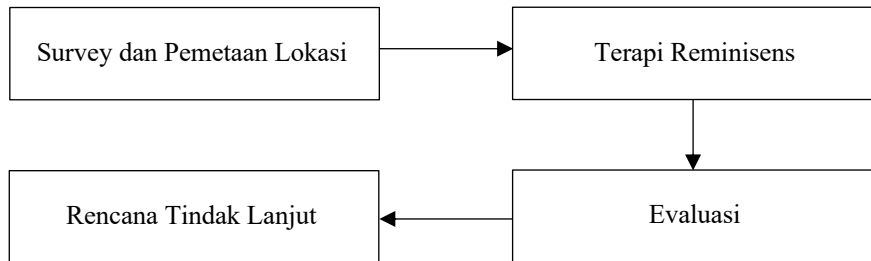 Survey dan Pemetaan Lokasi
Terapi Reminisens
Evaluasi
Rencana Tindak Lanjut